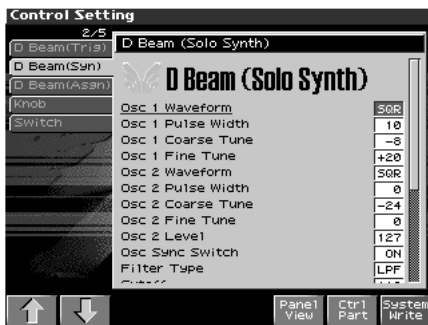 Control Setting
2/5
D Beam(Trig)
D Beam(Syn)
D Beam(Assn)
Knob
Switch
D Beam (Solo Synth)
D Beam (Solo Synth)
Osc 1 Waveform SQR
Osc 1 Pulse Width 10
Osc 1 Coarse Tune -8
Osc 1 Fine Tune +20
Osc 2 Waveform SQR
Osc 2 Pulse Width 0
Osc 2 Coarse Tune -24
Osc 2 Fine Tune 0
Osc 2 Level 127
Osc Sync Switch ON
Filter Type LPF
Panel View
Ctrl Part
System Write